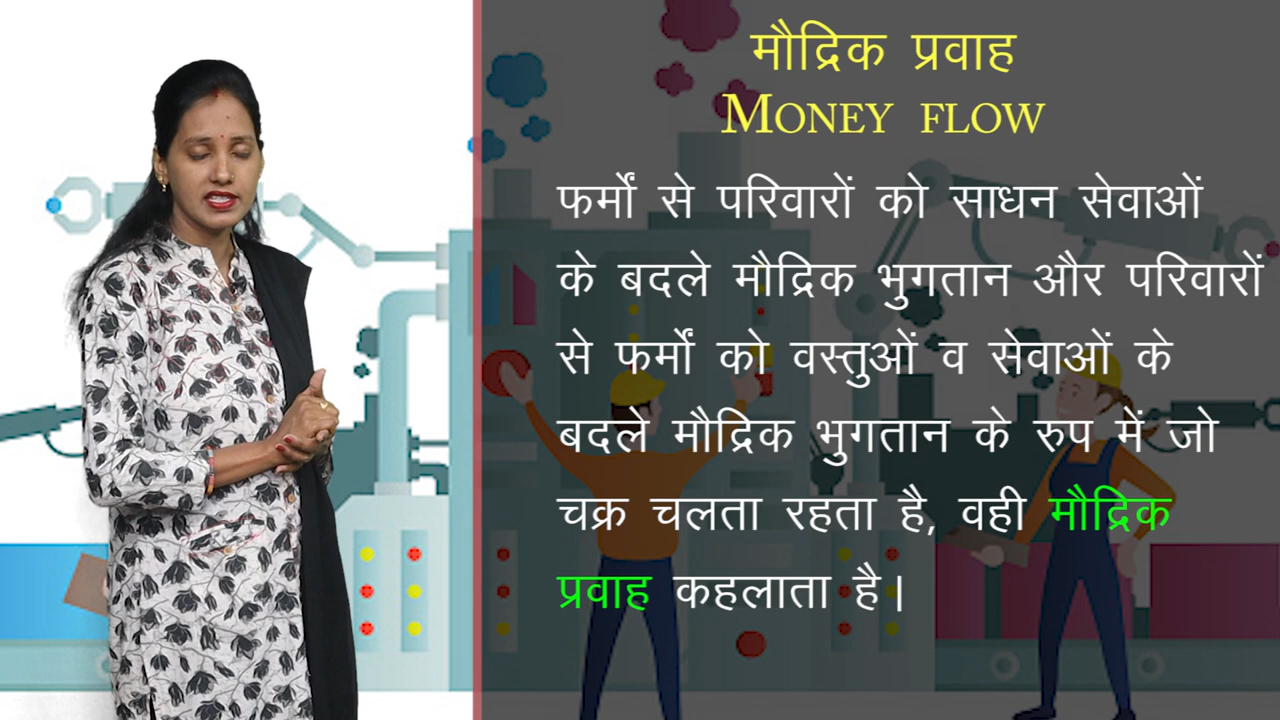 मौद्रिक प्रवाह
MONEY FLOW
फर्मों से परिवारों को साधन सेवाओं
के बदले मौद्रिक भुगतान और परिवारों
से फर्मों को वस्तुओं व सेवाओं के
बदले मौद्रिक भुगतान के रुप में जो
चक्र चलता रहता है, वही मौद्रिक
प्रवाह कहलाता है।